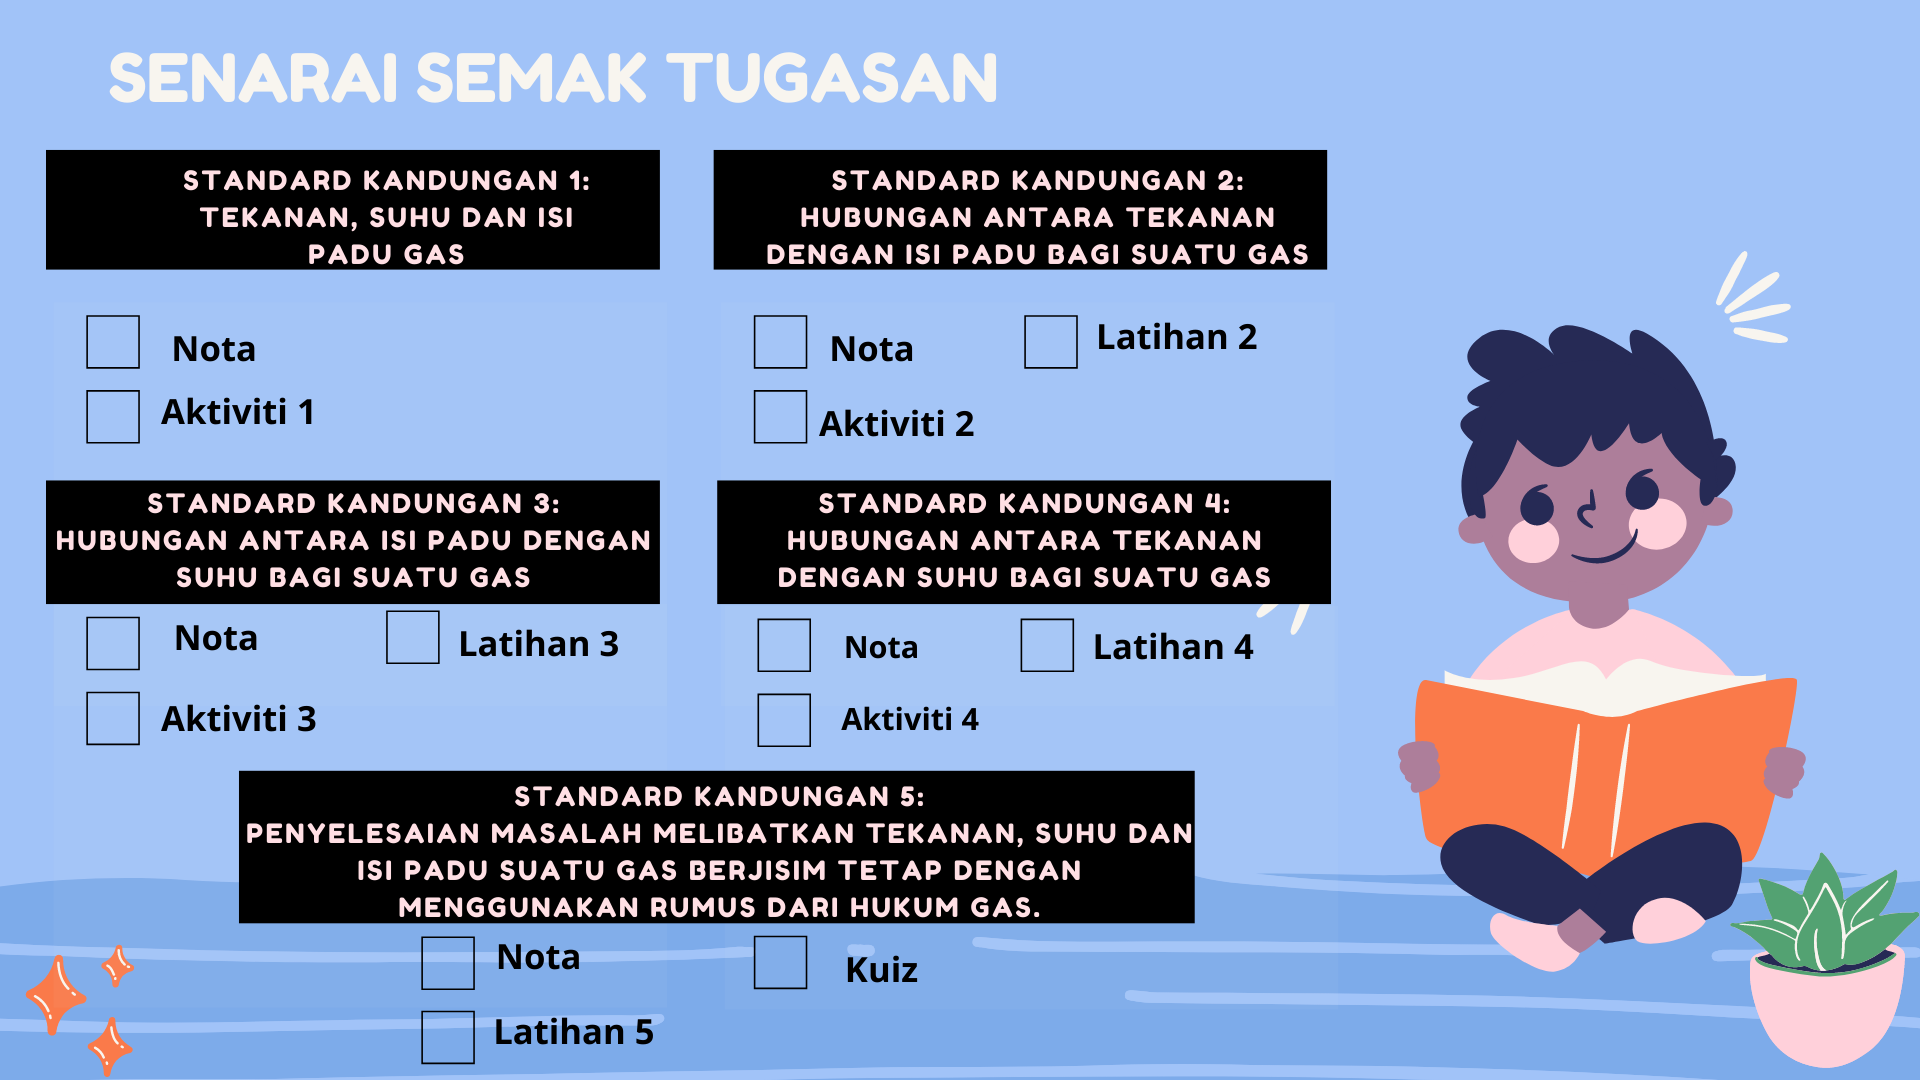 SENARAI SEMAK TUGASAN
STANDARD KANDUNGAN 1:
TEKANAN, SUHU DAN ISI
PADU GAS
Nota
Aktiviti 1
STANDARD KANDUNGAN 2:
HUBUNGAN ANTARA TEKANAN
DENGAN ISI PADU BAGI SUATU GAS
Nota
Latihan 2
Aktiviti 2
STANDARD KANDUNGAN 3:
HUBUNGAN ANTARA ISI PADU DENGAN
SUHU BAGI SUATU GAS
Nota
Latihan 3
Aktiviti 3
STANDARD KANDUNGAN 4:
HUBUNGAN ANTARA TEKANAN
DENGAN SUHU BAGI SUATU GAS
Nota
Latihan 4
Aktiviti 4
STANDARD KANDUNGAN 5:
PENYELESAIAN MASALAH MELIBATKAN TEKANAN, SUHU DAN
ISI PADU SUATU GAS BERJISIM TETAP DENGAN
MENGGUNAKAN RUMUS DARI HUKUM GAS.
Nota
Kuiz
Latihan 5